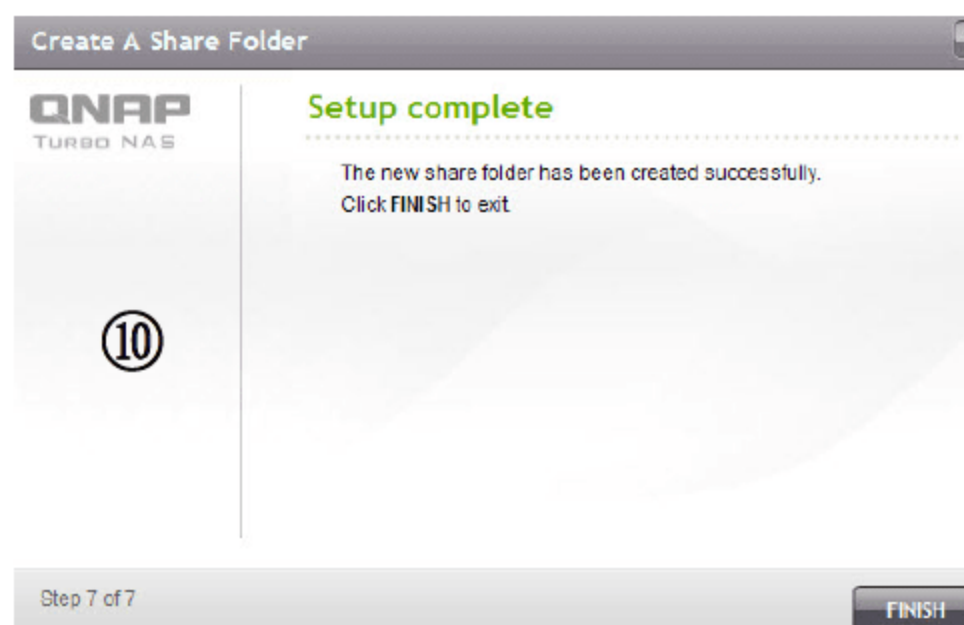 Create A Share Folder
QNAP
TURBO NAS
Setup complete
The new share folder has been created successfully.
Click FINISH to exit.
⑩
Step 7 of 7
FINISH